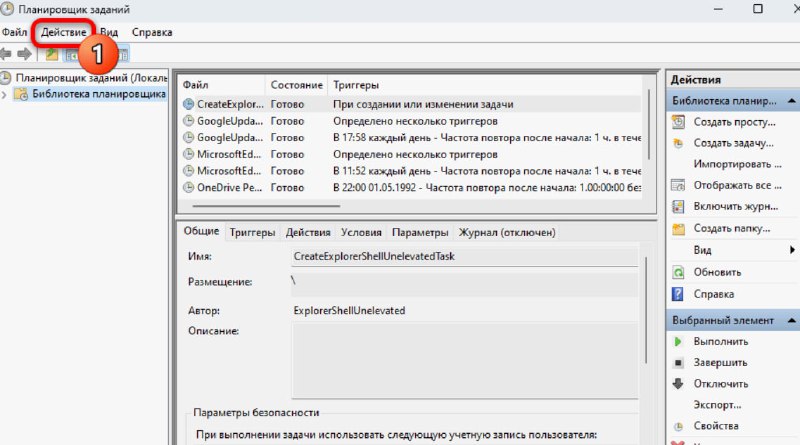 Планировщик заданий
Файл Действие Вид Справка
1
Планировщик заданий (Локаль
Библиотека планировщика
Файл Состояние Триггеры
CreateExplor... Готово При создании или изменении задачи
GoogleUpda... Готово Определено несколько триггеров
GoogleUpda... Готово В 17:58 каждый день - Частота повтора после начала: 1 ч. в тече
MicrosoftEd... Готово Определено несколько триггеров
MicrosoftEd... Готово В 11:52 каждый день - Частота повтора после начала: 1 ч. в тече
OneDrive Pe... Готово В 22:00 01.05.1992 - Частота повтора после начала: 1.00:00:00 без
Общие Триггеры Действия Условия Параметры Журнал (отключен)
Имя: CreateExplorerShellUnelevatedTask
Размещение: \
Автор: ExplorerShellUnelevated
Описание:
Параметры безопасности
При выполнении задачи использовать следующую учетную запись пользователя:
Действия
Библиотека планир...
Создать просту...
Создать задачу...
Импортировать ...
Отображать все ...
Включить журн...
Создать папку...
Вид
Обновить
Справка
Выбранный элемент
Выполнить
Завершить
Отключить
Экспорт...
Свойства